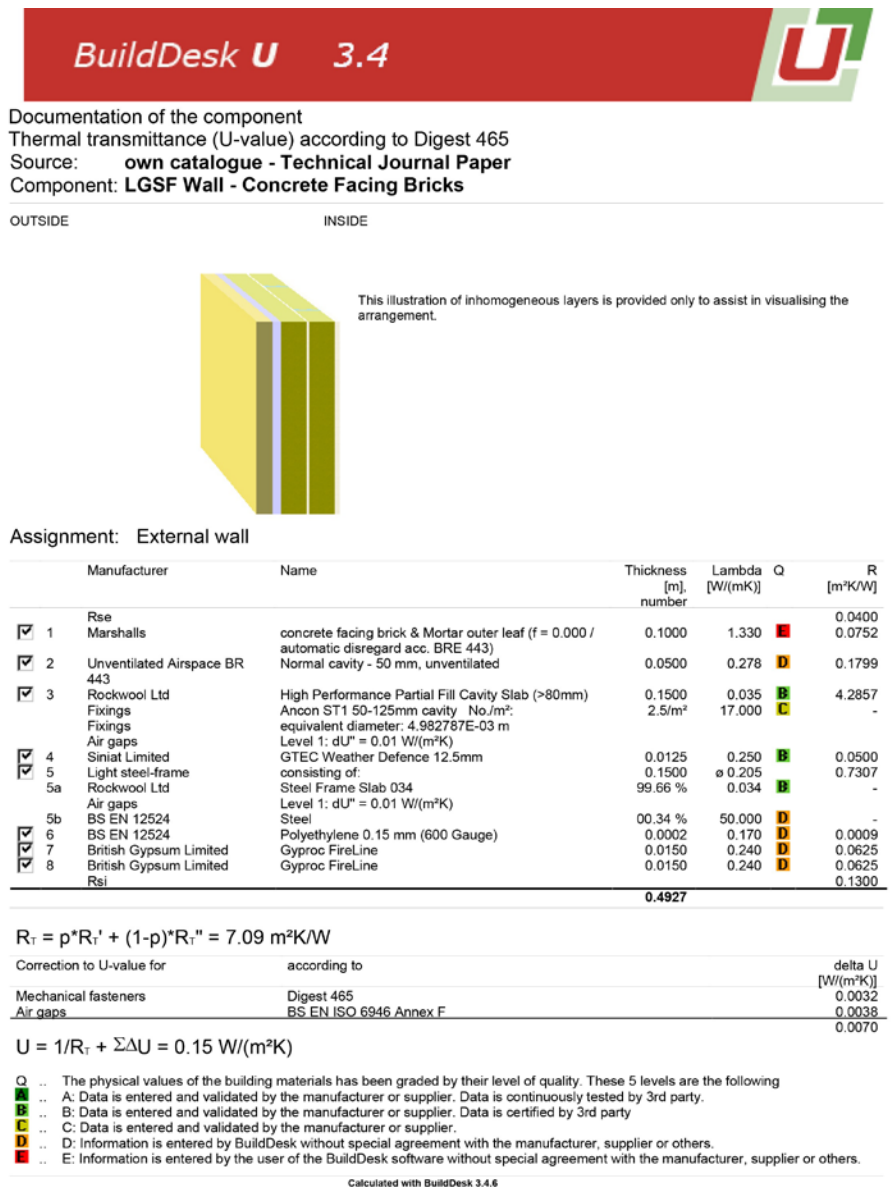 BuildDesk U 3.4
Documentation of the component
Thermal transmittance (U-value) according to Digest 465
Source: own catalogue - Technical Journal Paper
Component: LGSF Wall - Concrete Facing Bricks
OUTSIDE INSIDE
This illustration of inhomogeneous layers is provided only to assist in visualising the
arrangement.
Assignment: External wall
Manufacturer Name Thickness Lambda Q R
[m], [W/(mK)] [m²K/W]
number
Rse 0.0400
1 Marshalls concrete facing brick & Mortar outer leaf (f = 0.000 / 0.1000 1.330 E 0.0752
automatic disregard acc. BRE 443)
2 Unventilated Airspace BR Normal cavity - 50 mm, unventilated 0.0500 0.278 D 0.1799
443
3 Rockwool Ltd High Performance Partial Fill Cavity Slab (>80mm) 0.1500 0.035 B 4.2857
Fixings Ancon ST1 50-125mm cavity No./m²: 2.5/m² 17.000 C -
Fixings equivalent diameter: 4.982787E-03 m
Air gaps Level 1: dU" = 0.01 W/(m²K)
4 Siniat Limited GTEC Weather Defence 12.5mm 0.0125 0.250 B 0.0500
5 Light steel-frame consisting of: 0.1500 ø 0.205 0.7307
5a Rockwool Ltd Steel Frame Slab 034 99.66 % 0.034 B -
Air gaps Level 1: dU" = 0.01 W/(m²K)
5b BS EN 12524 Steel 00.34 % 50.000 D -
6 BS EN 12524 Polyethylene 0.15 mm (600 Gauge) 0.0002 0.170 D 0.0009
7 British Gypsum Limited Gyproc FireLine 0.0150 0.240 D 0.0625
8 British Gypsum Limited Gyproc FireLine 0.0150 0.240 D 0.0625
Rsi 0.1300
0.4927
R_T = p*R_T' + (1-p)*R_T" = 7.09 m²K/W
Correction to U-value for according to delta U
[W/(m²K)]
Mechanical fasteners Digest 465 0.0032
Air gaps BS EN ISO 6946 Annex F 0.0038
0.0070
U = 1/R_T + ΣΔU = 0.15 W/(m²K)
Q .. The physical values of the building materials has been graded by their level of quality. These 5 levels are the following
A .. A: Data is entered and validated by the manufacturer or supplier. Data is continuously tested by 3rd party.
B .. B: Data is entered and validated by the manufacturer or supplier. Data is certified by 3rd party
C .. C: Data is entered and validated by the manufacturer or supplier.
D .. D: Information is entered by BuildDesk without special agreement with the manufacturer, supplier or others.
E .. E: Information is entered by the user of the BuildDesk software without special agreement with the manufacturer, supplier or others.
Calculated with BuildDesk 3.4.6